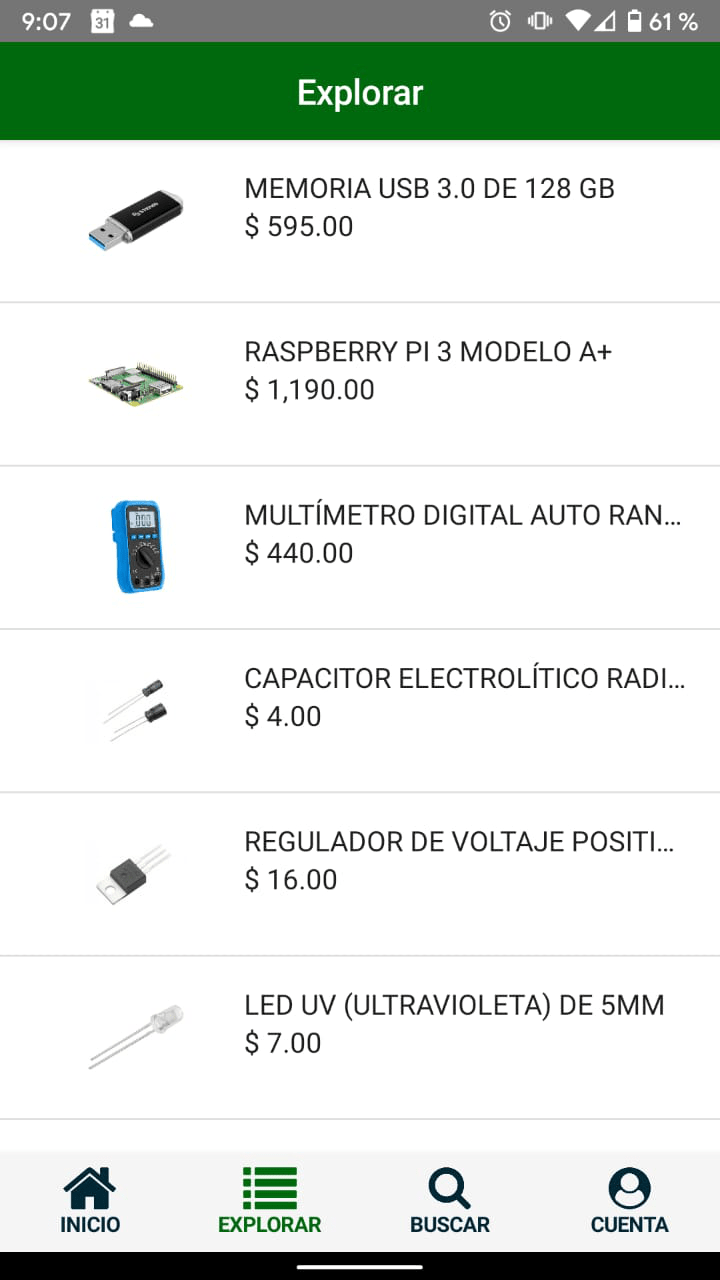 9:07 31 61 %
Explorar
MEMORIA USB 3.0 DE 128 GB
$ 595.00
RASPBERRY PI 3 MODELO A+
$ 1,190.00
MULTÍMETRO DIGITAL AUTO RAN...
$ 440.00
CAPACITOR ELECTROLÍTICO RADI...
$ 4.00
REGULADOR DE VOLTAJE POSITI...
$ 16.00
LED UV (ULTRAVIOLETA) DE 5MM
$ 7.00
INICIO EXPLORAR BUSCAR CUENTA